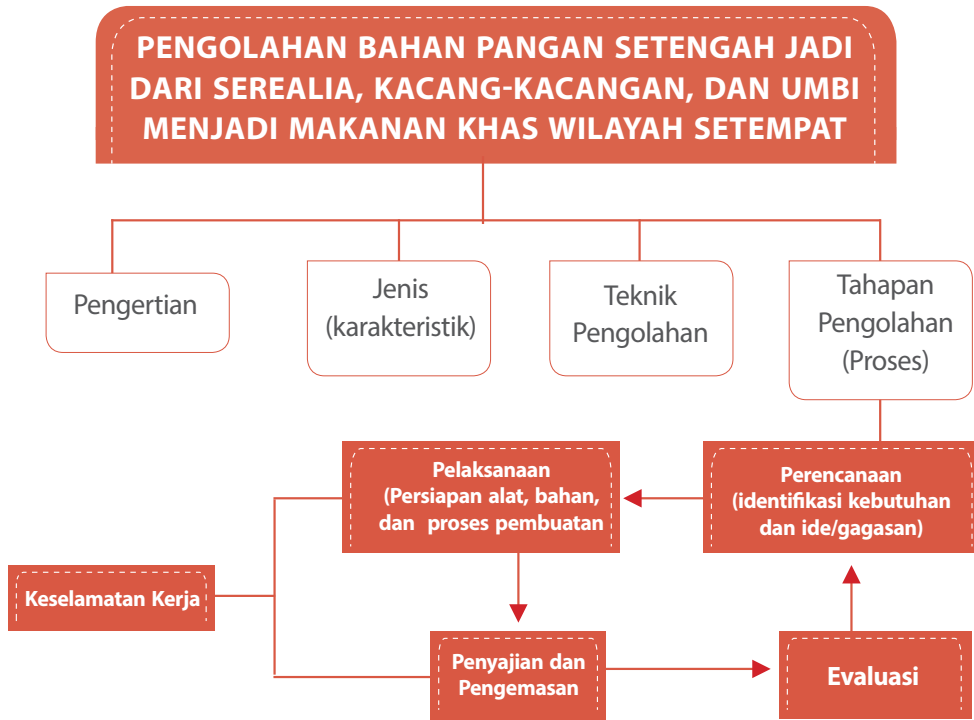 PENGOLAHAN BAHAN PANGAN SETENGAH JADI
DARI SEREALIA, KACANG-KACANGAN, DAN UMBI
MENJADI MAKANAN KHAS WILAYAH SETEMPAT
Pengertian
Jenis
(karakteristik)
Teknik
Pengolahan
Tahapan
Pengolahan
(Proses)
Pelaksanaan
(Persiapan alat, bahan,
dan proses pembuatan
Perencanaan
(identifikasi kebutuhan
dan ide/gagasan)
Keselamatan Kerja
Penyajian dan
Pengemasan
Evaluasi